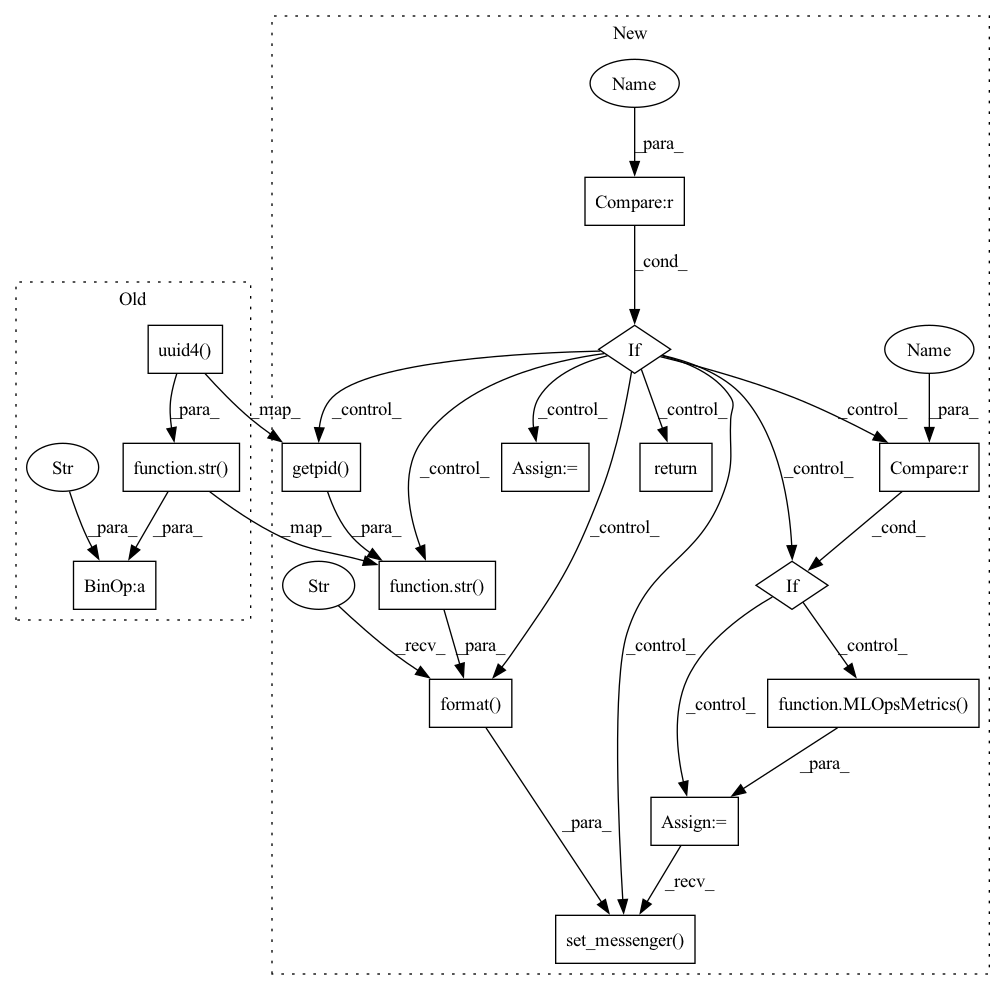 New
Name
_para_
Compare:r
_cond_
Old
uuid4()
If
Name
_para_
_map_
_control_
_control_
_control_
_control_
_para_
Str
function.str()
getpid()
Assign:=
return
Compare:r
_control_
_control_
_para_
_para_
_map_
_para_
_control_
_cond_
BinOp:a
Str
function.str()
If
_recv_
_para_
_control_
_control_
format()
_control_
function.MLOpsMetrics()
_para_
_para_
Assign:=
_recv_
set_messenger()